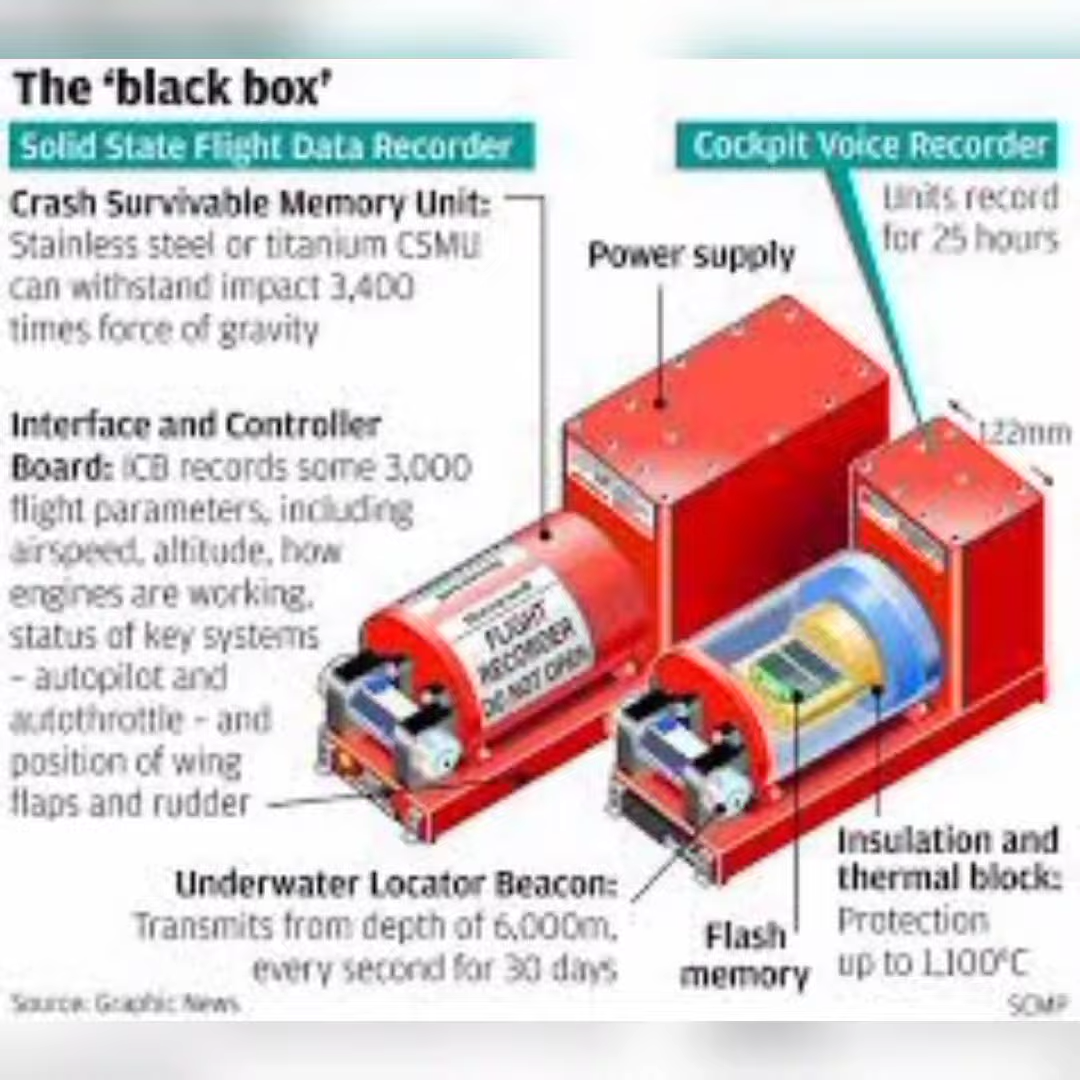 The ‘black box’
Solid State Flight Data Recorder
Cockpit Voice Recorder
Crash Survivable Memory Unit:
Stainless steel or titanium CSMU
can withstand impact 3,400
times force of gravity
Units record
for 25 hours
Power supply
122mm
Interface and Controller
Board: ICB records some 3,000
flight parameters, including
airspeed, altitude, how
engines are working,
status of key systems
– autopilot and
autothrottle – and
position of wing
flaps and rudder
FLIGHT
RECORDER
DO NOT OPEN
Underwater Locator Beacon:
Transmits from depth of 6,000m,
every second for 30 days
Flash
memory
Insulation and
thermal block:
Protection
up to 1,100°C
Source: Graphic News
SCMP